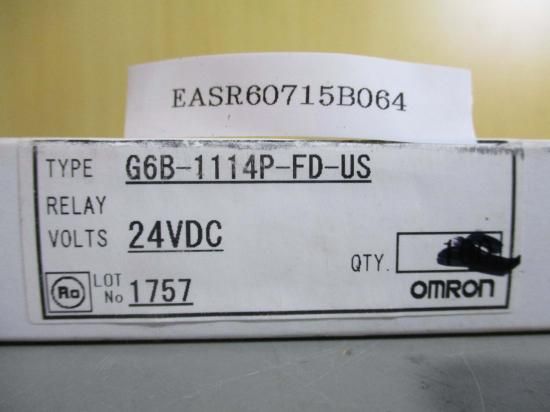 EASR60715B064
TYPE G6B-1114P-FD-US
RELAY
VOLTS 24VDC
QTY.
LOT No 1757
OMRON